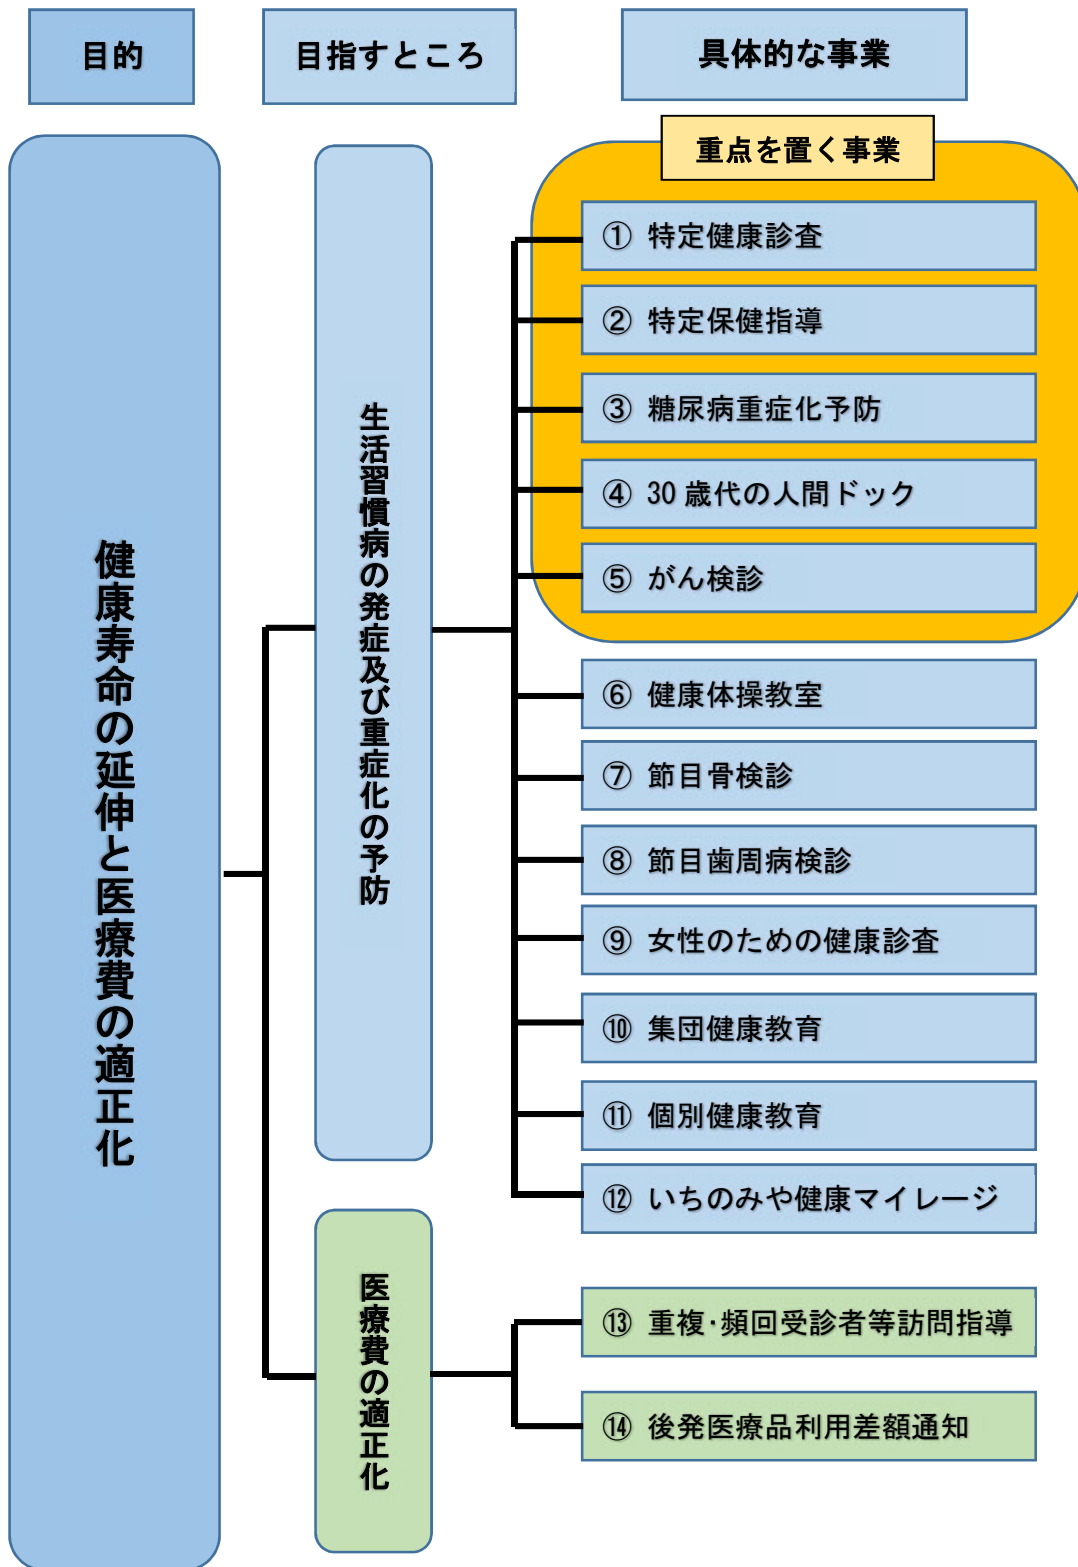 目的
目指すところ
具体的な事業
健康寿命の延伸と医療費の適正化
生活習慣病の発症及び重症化の予防
重点を置く事業
① 特定健康診査
② 特定保健指導
③ 糖尿病重症化予防
④ 30歳代の人間ドック
⑤ がん検診
⑥ 健康体操教室
⑦ 節目骨検診
⑧ 節目歯周病検診
⑨ 女性のための健康診査
⑩ 集団健康教育
⑪ 個別健康教育
⑫ いちのみや健康マイレージ
医療費の適正化
⑬ 重複・頻回受診者等訪問指導
⑭ 後発医療品利用差額通知